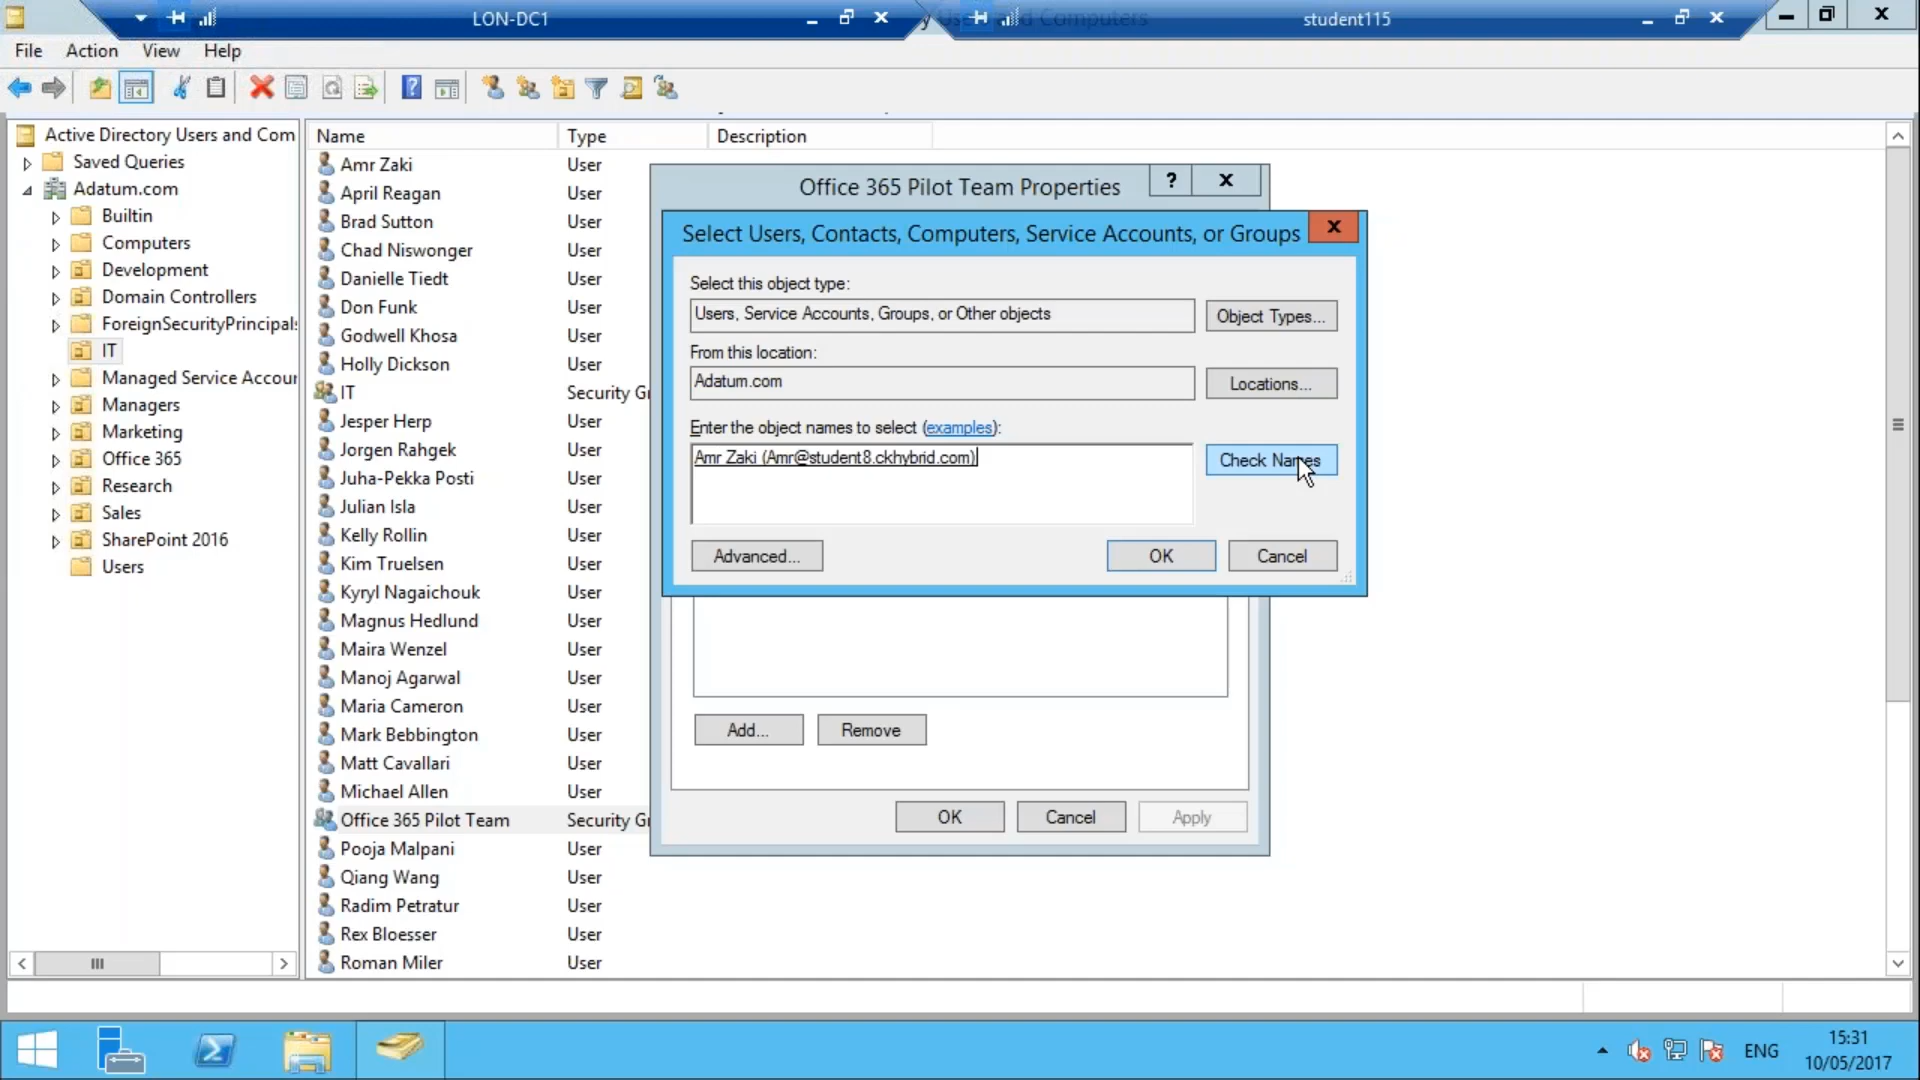 LON-DC1
y Users and Computers
student115
File Action View Help
Active Directory Users and Com
Saved Queries
Adatum.com
Builtin
Computers
Development
Domain Controllers
ForeignSecurityPrincipals
IT
Managed Service Accour
Managers
Marketing
Office 365
Research
Sales
SharePoint 2016
Users
Name Type Description
Amr Zaki User
April Reagan User
Brad Sutton User
Chad Niswonger User
Danielle Tiedt User
Don Funk User
Godwell Khosa User
Holly Dickson User
IT Security Gr
Jesper Herp User
Jorgen Rahgek User
Juha-Pekka Posti User
Julian Isla User
Kelly Rollin User
Kim Truelsen User
Kyryl Nagaichouk User
Magnus Hedlund User
Maira Wenzel User
Manoj Agarwal User
Maria Cameron User
Mark Bebbington User
Matt Cavallari User
Michael Allen User
Office 365 Pilot Team Security Gr
Pooja Malpani User
Qiang Wang User
Radim Petratur User
Rex Bloesser User
Roman Miler User
Office 365 Pilot Team Properties
Select Users, Contacts, Computers, Service Accounts, or Groups
Select this object type:
Users, Service Accounts, Groups, or Other objects
Object Types...
From this location:
Adatum.com
Locations...
Enter the object names to select (examples):
Amr Zaki (Amr@student8.ckhybrid.com)
Check Names
Advanced...
OK
Cancel
Add...
Remove
OK
Cancel
Apply
ENG
15:31
10/05/2017